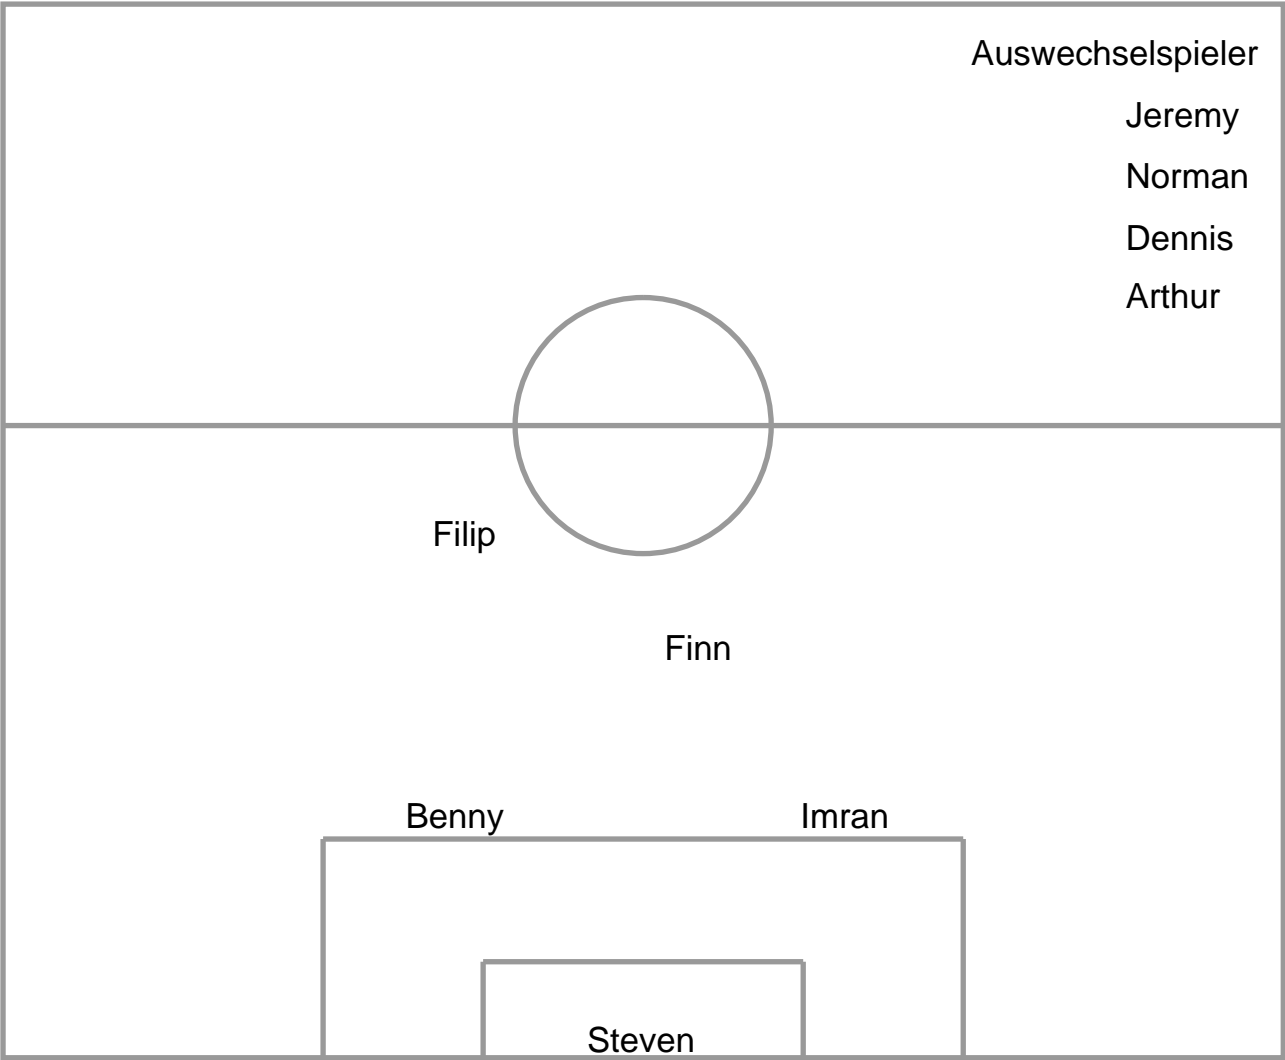 Auswechselspieler
Jeremy
Norman
Dennis
Arthur
Filip
Finn
Benny Imran
Steven